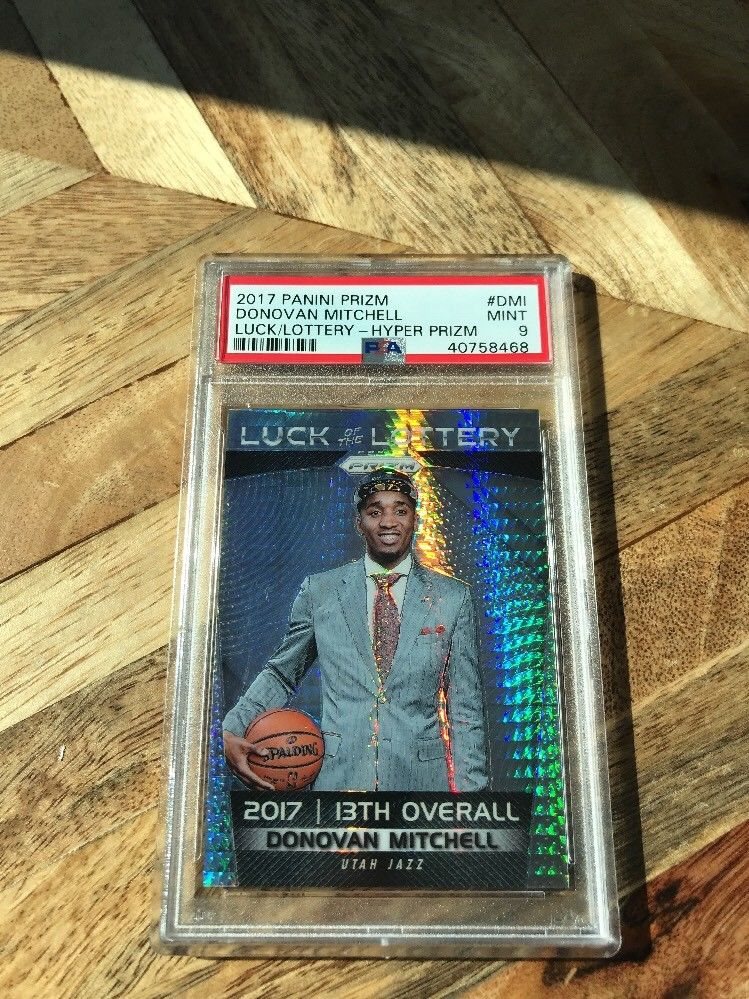 2017 PANINI PRIZM #DMI
DONOVAN MITCHELL MINT
LUCK/LOTTERY - HYPER PRIZM 9
PSA 40758468
LUCK OF THE LOTTERY
PRIZM
SPALDING
2017 | 13TH OVERALL
DONOVAN MITCHELL
UTAH JAZZ